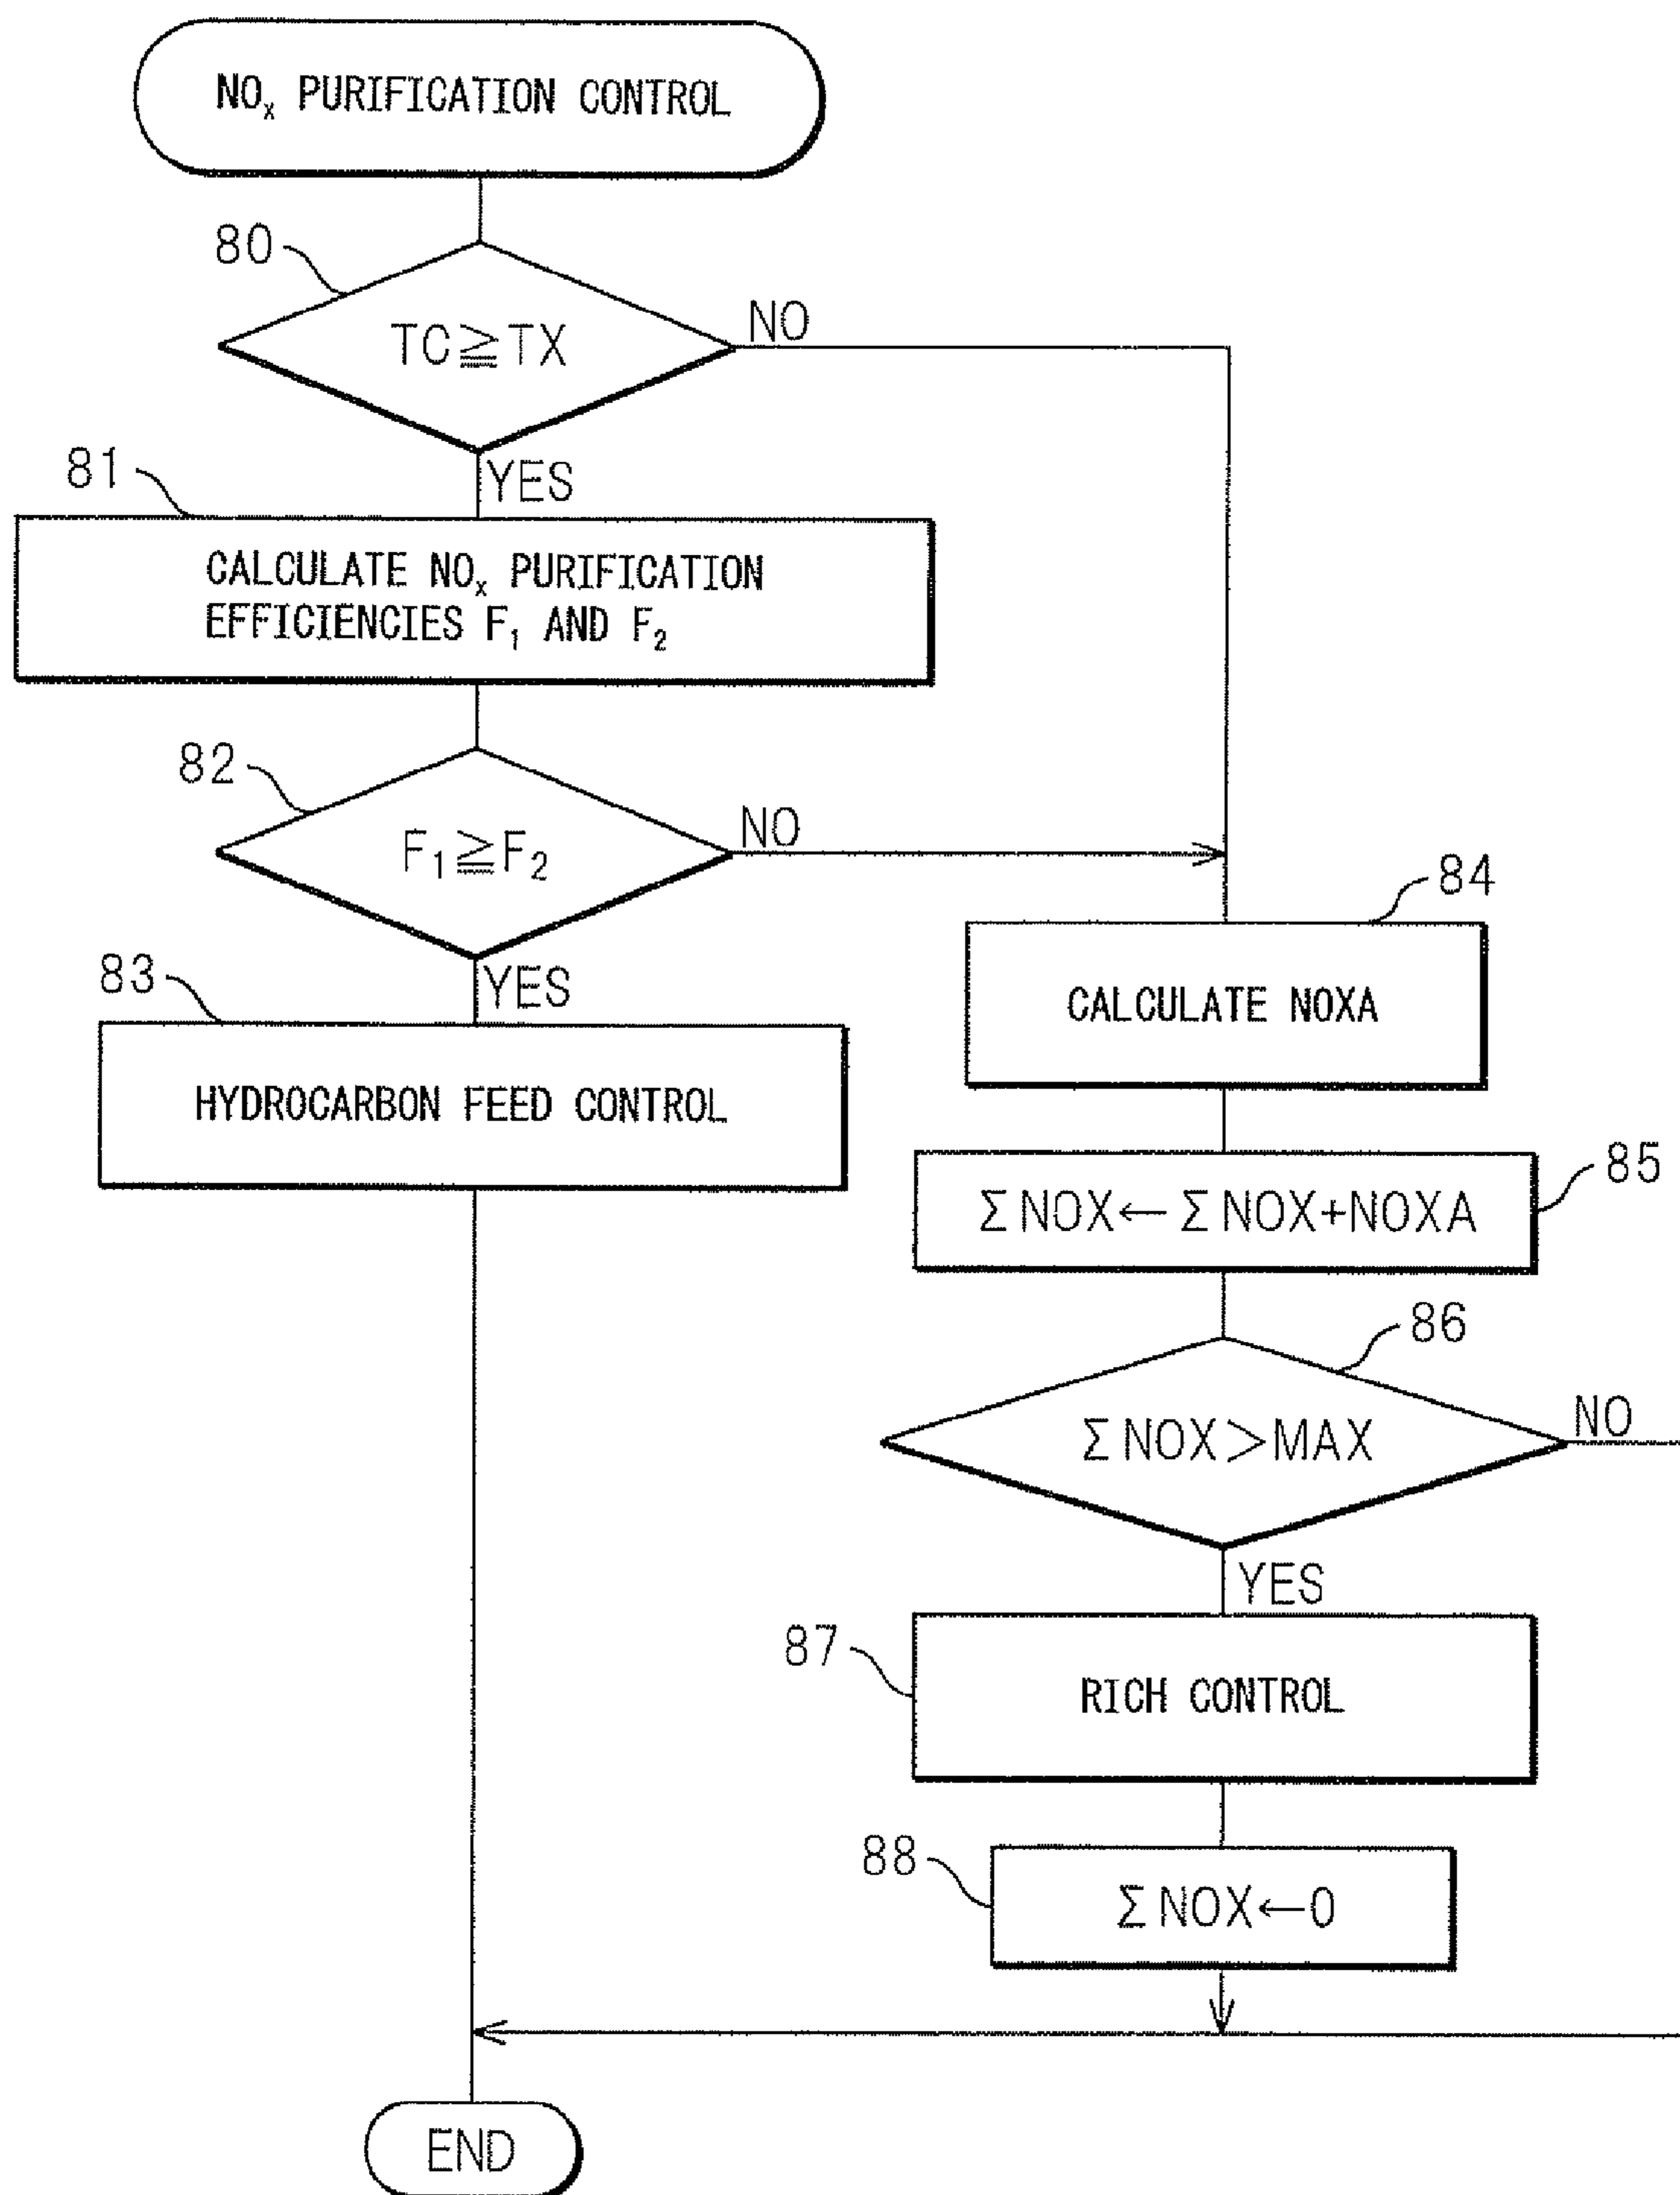 NOx PURIFICATION CONTROL
80
TC≧TX
NO
YES
81
CALCULATE NOx PURIFICATION
EFFICIENCIES F1 AND F2
82
F1≧F2
NO
YES
83
HYDROCARBON FEED CONTROL
84
CALCULATE NOXA
85
ΣNOX←ΣNOX+NOXA
86
ΣNOX>MAX
NO
YES
87
RICH CONTROL
88
ΣNOX←0
END